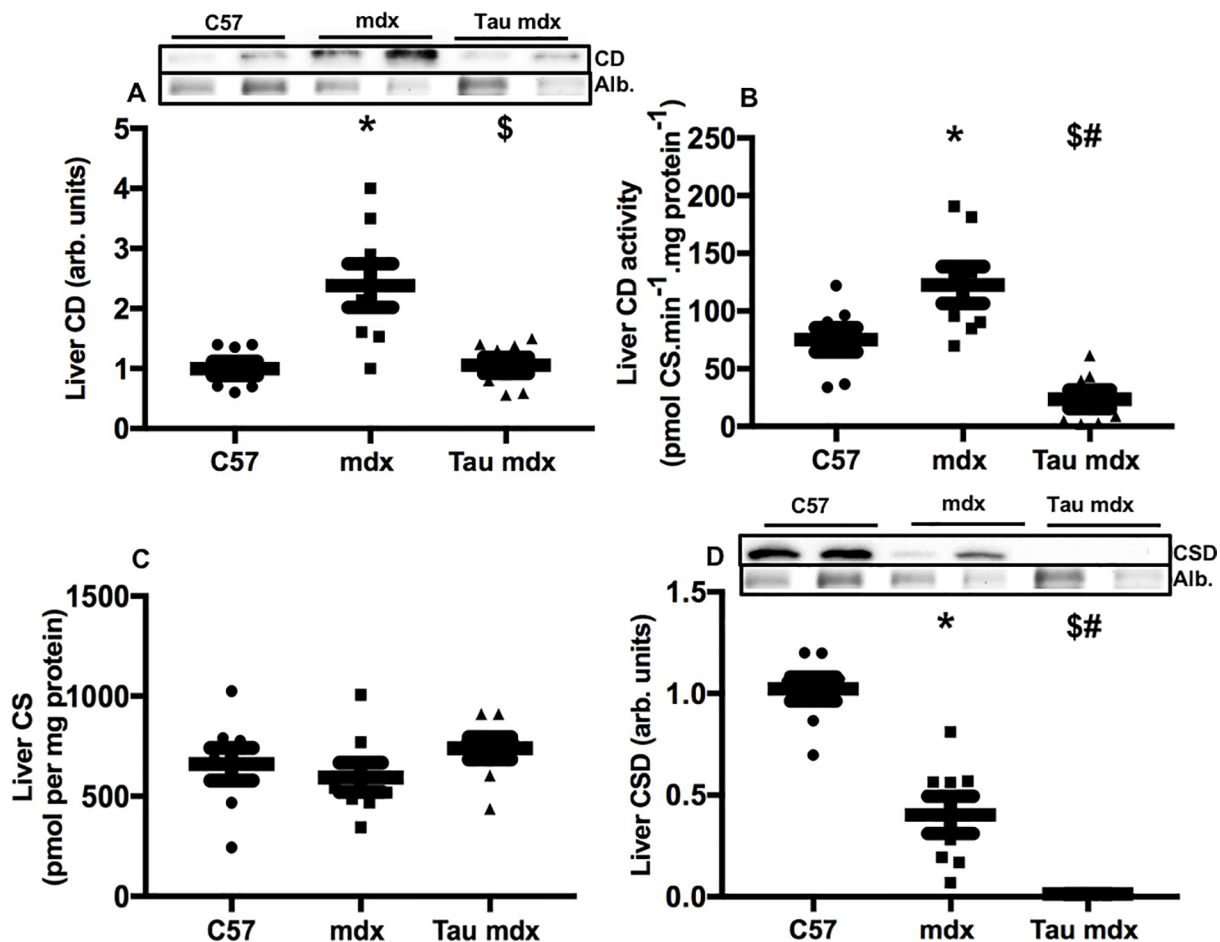 C57 mdx Tau mdx
CD
Alb.
A
* $
Liver CD (arb. units)
5
4
3
2
1
0
C57 mdx Tau mdx
B
* $#
Liver CD activity
(pmol CS.min-1.mg protein-1)
250
200
150
100
50
0
C57 mdx Tau mdx
C
Liver CS
(pmol per mg protein)
1500
1000
500
0
C57 mdx Tau mdx
C57 mdx Tau mdx
D
CSD
Alb.
* $#
Liver CSD (arb. units)
1.5
1.0
0.5
0.0
C57 mdx Tau mdx